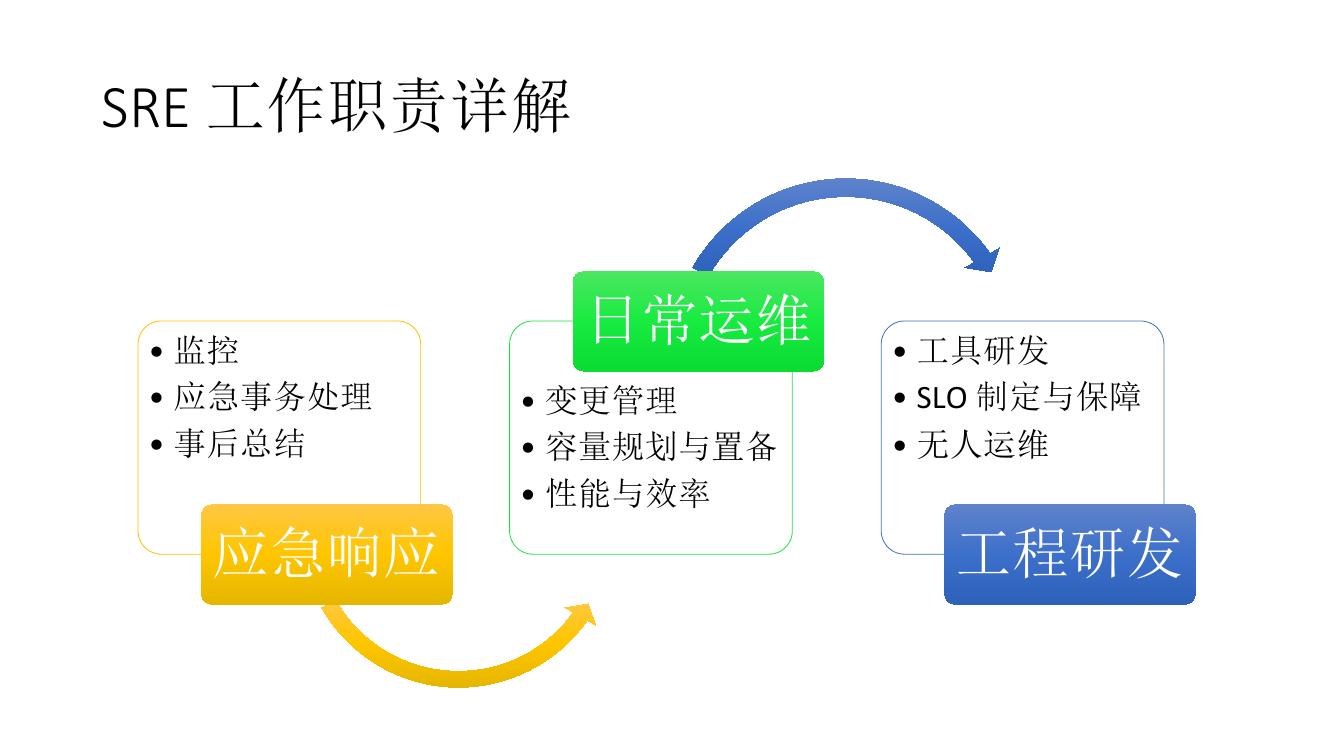 SRE 工作职责详解
• 监控
• 应急事务处理
• 事后总结
应急响应
日常运维
• 变更管理
• 容量规划与置备
• 性能与效率
• 工具研发
• SLO 制定与保障
• 无人运维
工程研发